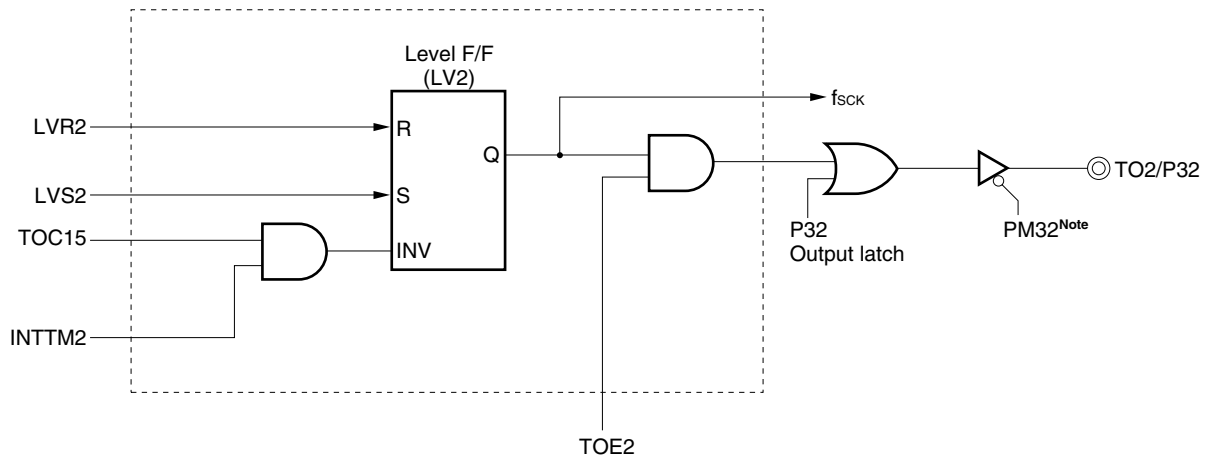 Level F/F
(LV2)
fSCK
LVR2
R
Q
TO2/P32
LVS2
S
P32
Output latch
PM32Note
TOC15
INV
INTTM2
TOE2